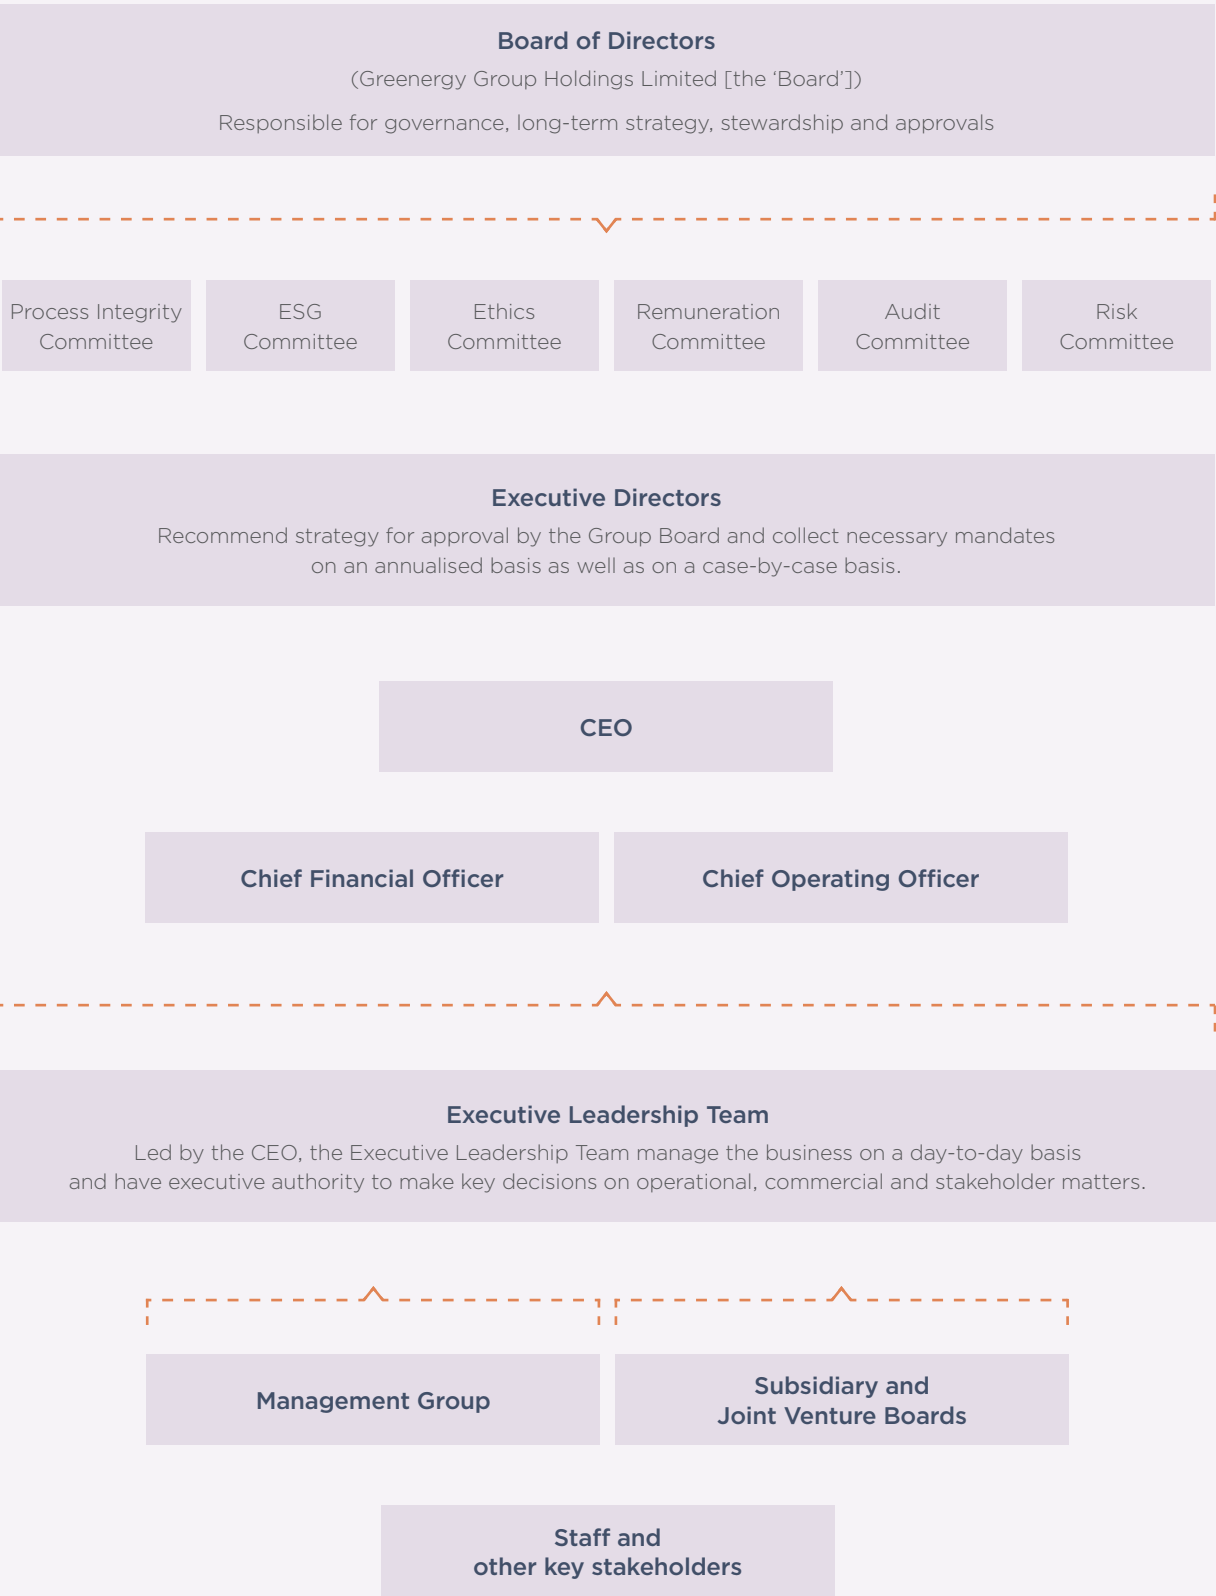 Board of Directors
(Greenergy Group Holdings Limited [the ‘Board’])
Responsible for governance, long-term strategy, stewardship and approvals
Process Integrity
Committee
ESG
Committee
Ethics
Committee
Remuneration
Committee
Audit
Committee
Risk
Committee
Executive Directors
Recommend strategy for approval by the Group Board and collect necessary mandates
on an annualised basis as well as on a case-by-case basis.
CEO
Chief Financial Officer
Chief Operating Officer
Executive Leadership Team
Led by the CEO, the Executive Leadership Team manage the business on a day-to-day basis
and have executive authority to make key decisions on operational, commercial and stakeholder matters.
Management Group
Subsidiary and
Joint Venture Boards
Staff and
other key stakeholders